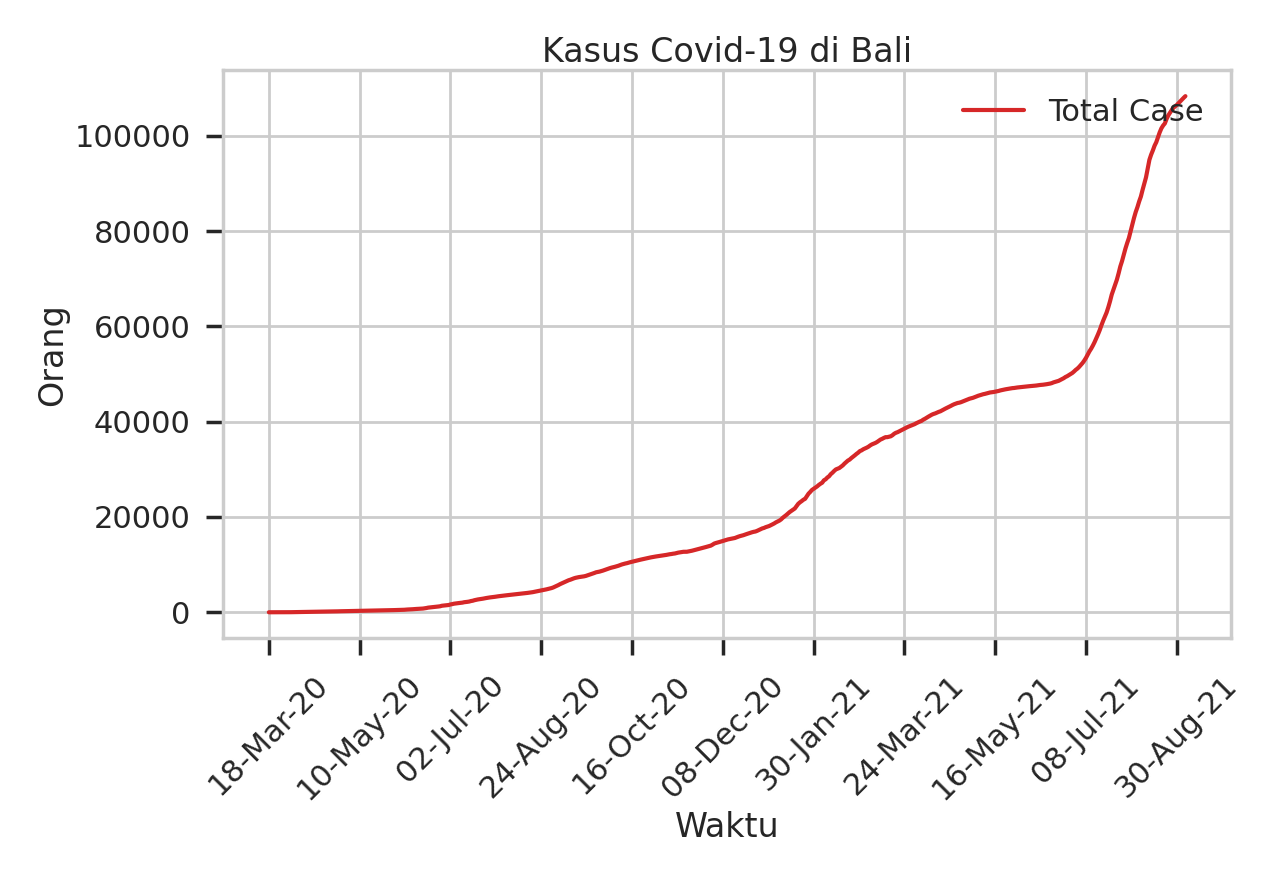 Kasus Covid-19 di Bali
Total Case
Orang
100000
80000
60000
40000
20000
0
18-Mar-20
10-May-20
02-Jul-20
24-Aug-20
16-Oct-20
08-Dec-20
30-Jan-21
24-Mar-21
16-May-21
08-Jul-21
30-Aug-21
Waktu